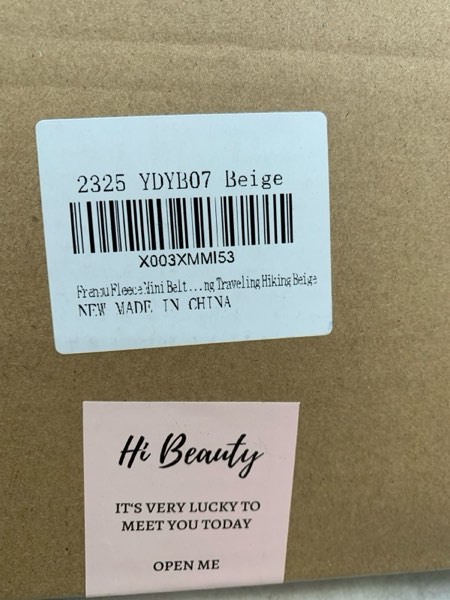 2325 YDYB07 Beige
X003XMMI53
Franzu Fleece Mini Belt...ng Traveling Hiking Beige
NEW MADE IN CHINA
Hi Beauty
IT'S VERY LUCKY TO
MEET YOU TODAY
OPEN ME